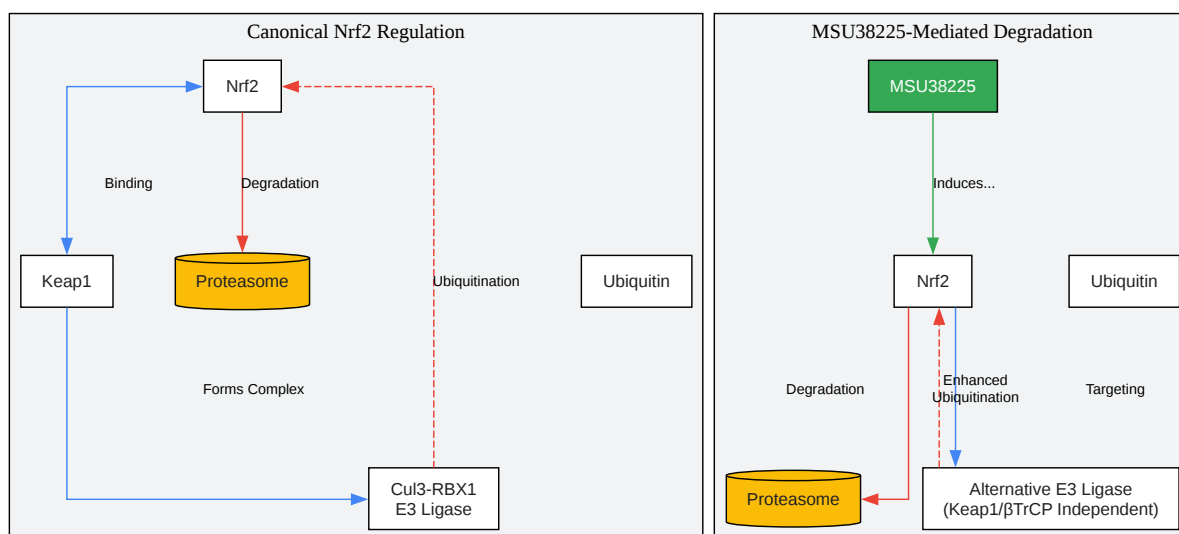 Canonical Nrf2 Regulation
Nrf2
Binding
Degradation
Keap1
Proteasome
Ubiquitination
Ubiquitin
Forms Complex
Cul3-RBX1
E3 Ligase
MSU38225-Mediated Degradation
MSU38225
Induces...
Nrf2
Ubiquitin
Degradation
Enhanced
Ubiquitination
Targeting
Proteasome
Alternative E3 Ligase
(Keap1/βTrCP Independent)